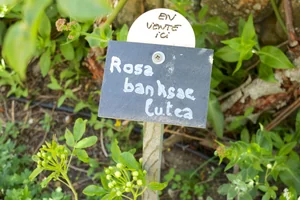 EN
VENTE
ICI
Rosa
banksae
Lutea